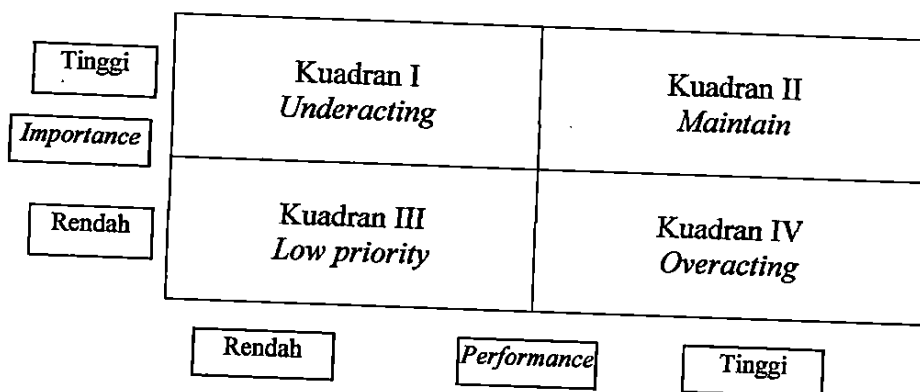 Tinggi
Kuadran I
Underacting
Kuadran II
Maintain
Importance
Rendah
Kuadran III
Low priority
Kuadran IV
Overacting
Rendah
Performance
Tinggi